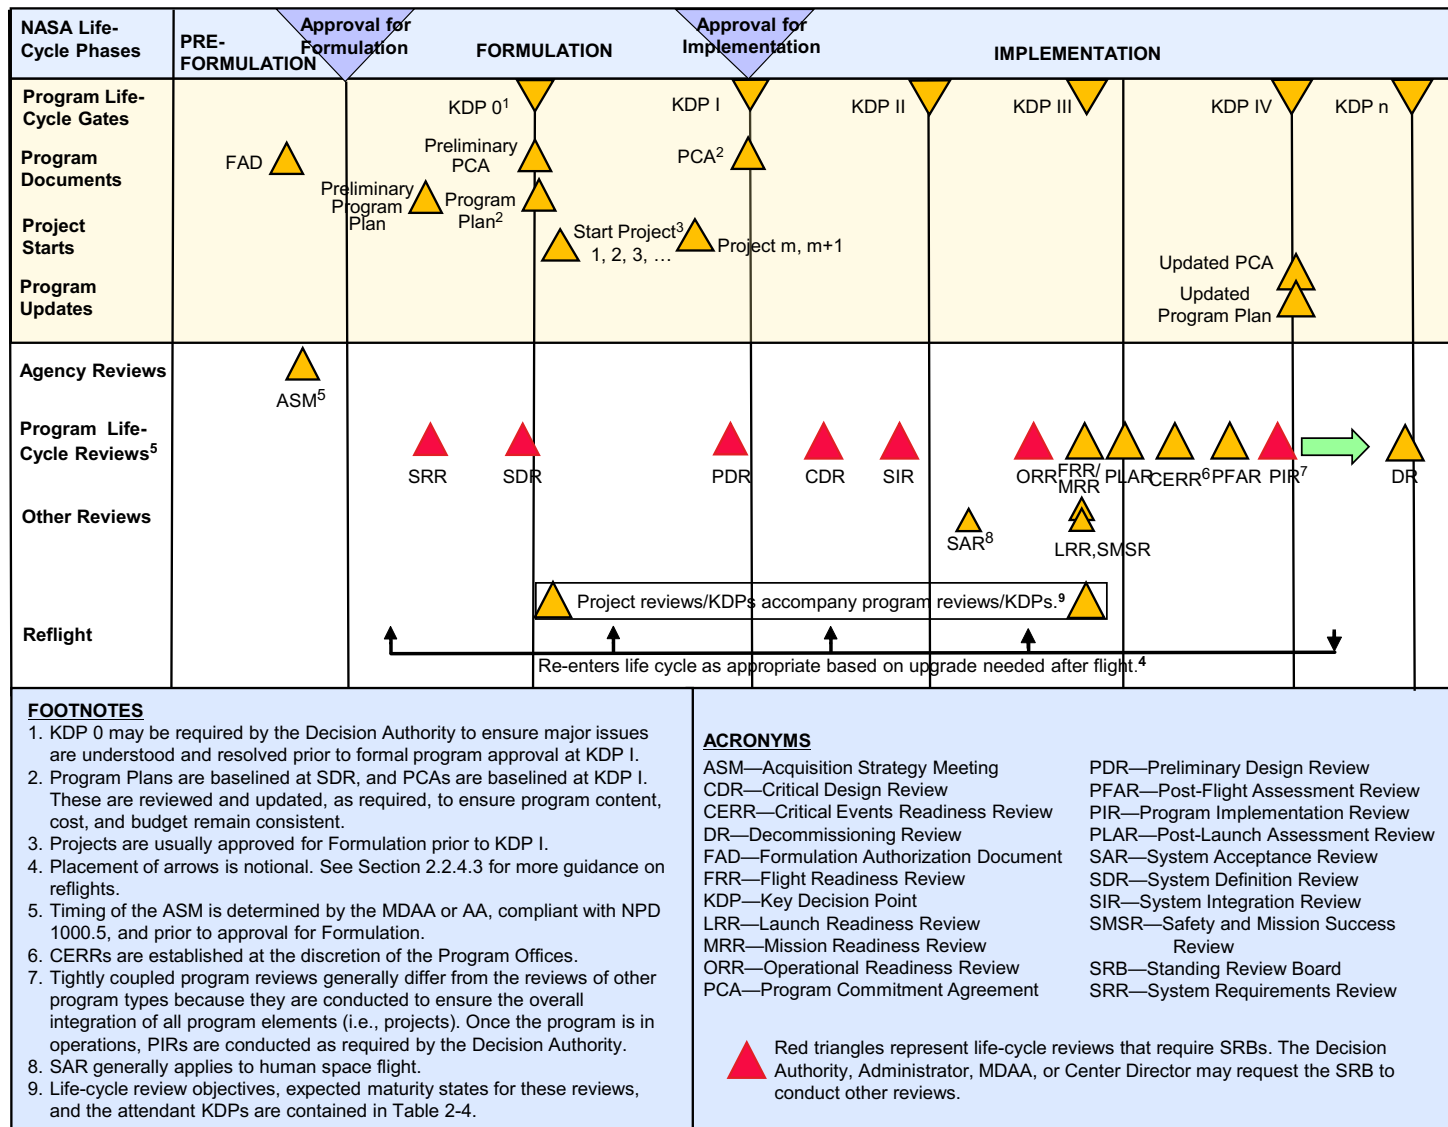 NASA Life-
Cycle Phases
PRE-
FORMULATION
Approval for
Formulation
FORMULATION
Approval for
Implementation
IMPLEMENTATION
Program Life-
Cycle Gates
KDP 0¹
KDP I
KDP II
KDP III
KDP IV
KDP n
Program
Documents
FAD
Preliminary
PCA
PCA²
Preliminary
Program
Plan
Program
Plan²
Project
Starts
Start Project³
1, 2, 3, …
Project m, m+1
Program
Updates
Updated PCA
Updated
Program Plan
Agency Reviews
ASM⁵
Program Life-
Cycle Reviews⁵
SRR
SDR
PDR
CDR
SIR
ORR
FRR/
MRR
PLAR
CERR⁶
PFAR
PIR⁷
DR
Other Reviews
SAR⁸
LRR,SMSR
Project reviews/KDPs accompany program reviews/KDPs.⁹
Reflight
Re-enters life cycle as appropriate based on upgrade needed after flight.⁴
FOOTNOTES
1. KDP 0 may be required by the Decision Authority to ensure major issues
are understood and resolved prior to formal program approval at KDP I.
2. Program Plans are baselined at SDR, and PCAs are baselined at KDP I.
These are reviewed and updated, as required, to ensure program content,
cost, and budget remain consistent.
3. Projects are usually approved for Formulation prior to KDP I.
4. Placement of arrows is notional. See Section 2.2.4.3 for more guidance on
reflights.
5. Timing of the ASM is determined by the MDAA or AA, compliant with NPD
1000.5, and prior to approval for Formulation.
6. CERRs are established at the discretion of the Program Offices.
7. Tightly coupled program reviews generally differ from the reviews of other
program types because they are conducted to ensure the overall
integration of all program elements (i.e., projects). Once the program is in
operations, PIRs are conducted as required by the Decision Authority.
8. SAR generally applies to human space flight.
9. Life-cycle review objectives, expected maturity states for these reviews,
and the attendant KDPs are contained in Table 2-4.
ACRONYMS
ASM—Acquisition Strategy Meeting
CDR—Critical Design Review
CERR—Critical Events Readiness Review
DR—Decommissioning Review
FAD—Formulation Authorization Document
FRR—Flight Readiness Review
KDP—Key Decision Point
LRR—Launch Readiness Review
MRR—Mission Readiness Review
ORR—Operational Readiness Review
PCA—Program Commitment Agreement
PDR—Preliminary Design Review
PFAR—Post-Flight Assessment Review
PIR—Program Implementation Review
PLAR—Post-Launch Assessment Review
SAR—System Acceptance Review
SDR—System Definition Review
SIR—System Integration Review
SMSR—Safety and Mission Success
Review
SRB—Standing Review Board
SRR—System Requirements Review
Red triangles represent life-cycle reviews that require SRBs. The Decision
Authority, Administrator, MDAA, or Center Director may request the SRB to
conduct other reviews.